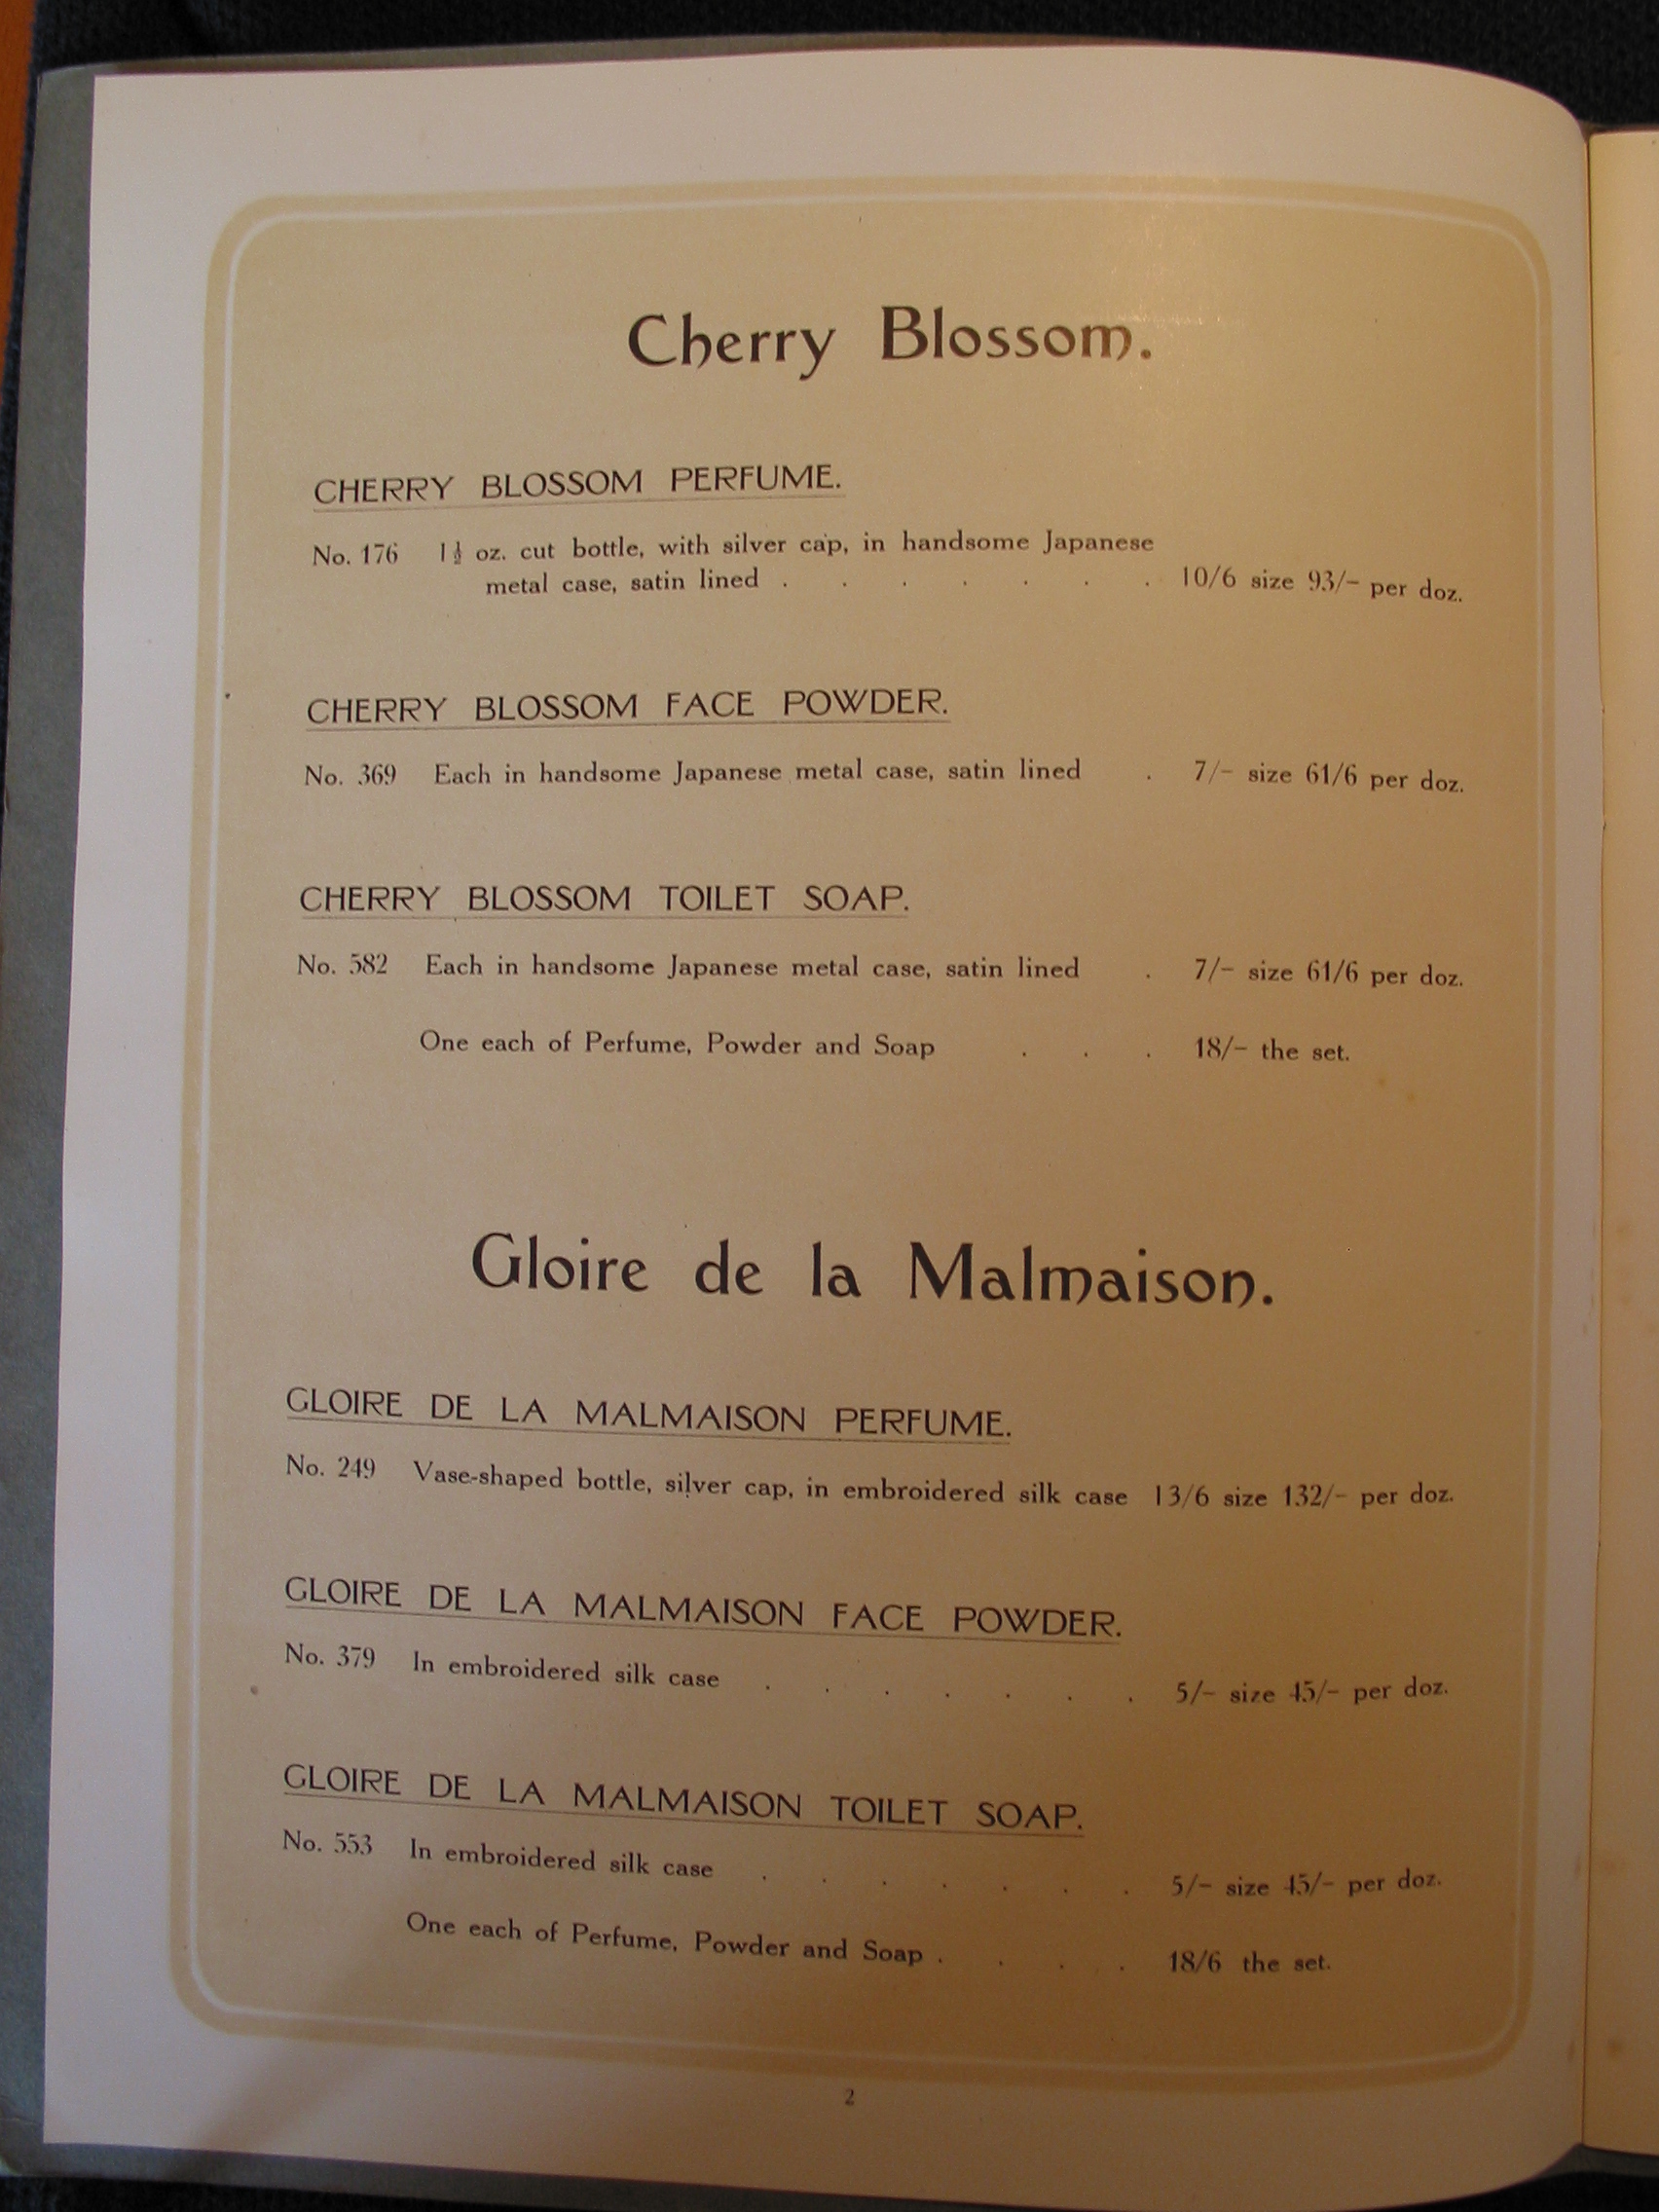 Cherry Blossom.
CHERRY BLOSSOM PERFUME.
No. 176 1½ oz. cut bottle, with silver cap, in handsome Japanese
metal case, satin lined . . . . . . . 10/6 size 93/- per doz.
CHERRY BLOSSOM FACE POWDER.
No. 369 Each in handsome Japanese metal case, satin lined . 7/- size 61/6 per doz.
CHERRY BLOSSOM TOILET SOAP.
No. 582 Each in handsome Japanese metal case, satin lined . 7/- size 61/6 per doz.
One each of Perfume, Powder and Soap . . . 18/- the set.
Gloire de la Malmaison.
GLOIRE DE LA MALMAISON PERFUME.
No. 249 Vase-shaped bottle, silver cap, in embroidered silk case 13/6 size 132/- per doz.
GLOIRE DE LA MALMAISON FACE POWDER.
No. 379 In embroidered silk case . . . . . . . 5/- size 45/- per doz.
GLOIRE DE LA MALMAISON TOILET SOAP.
No. 553 In embroidered silk case . . . . . . . 5/- size 45/- per doz.
One each of Perfume, Powder and Soap . . . . 18/6 the set.
2